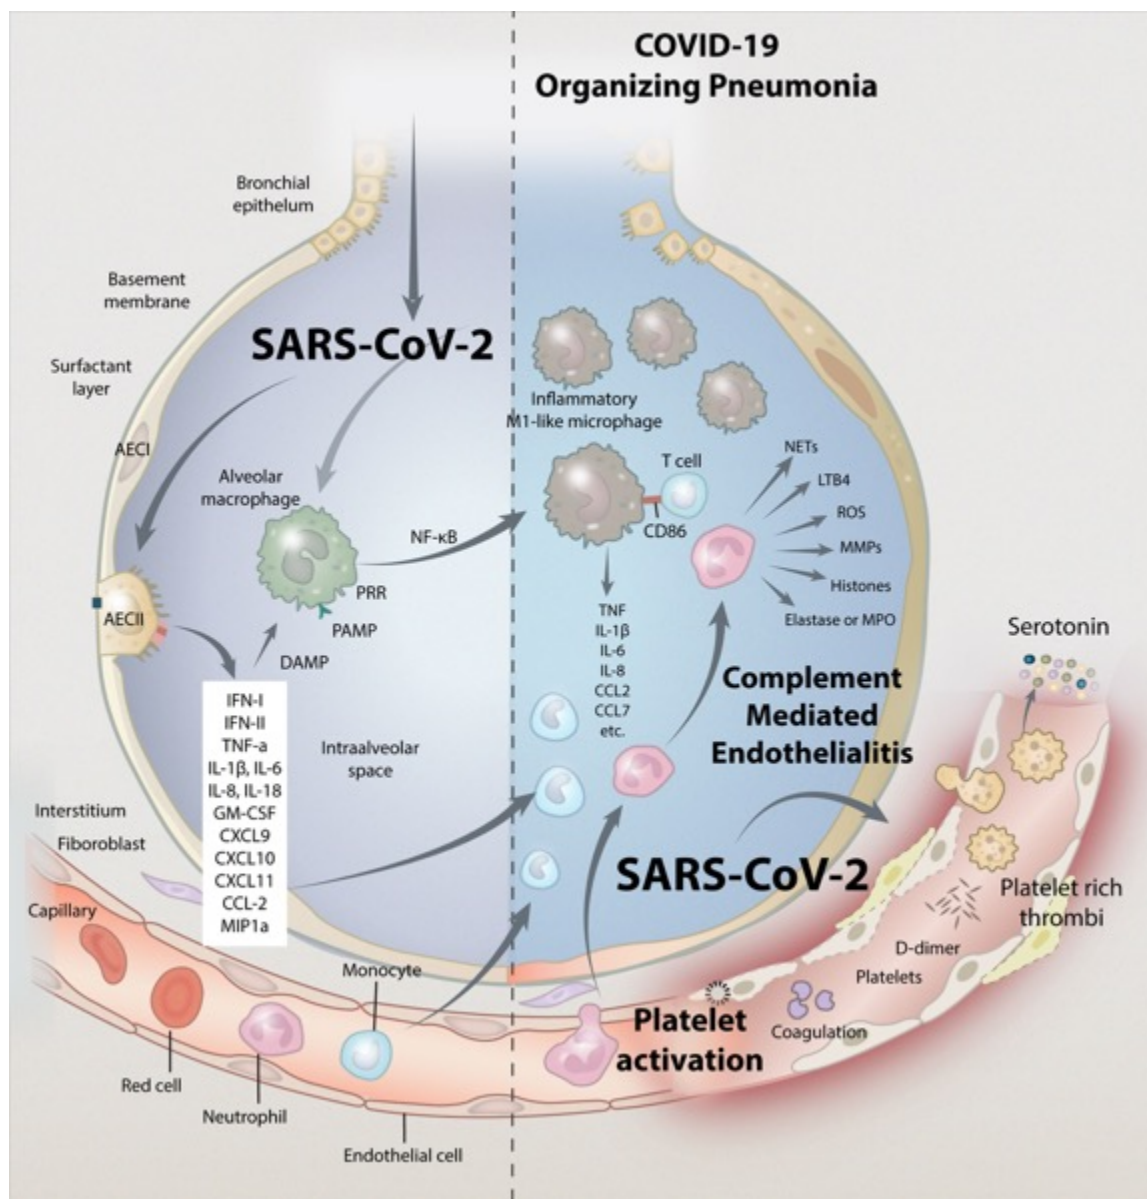 COVID-19
Organizing Pneumonia
Bronchial
epithelum
Basement
membrane
Surfactant
layer
AECI
SARS-CoV-2
Alveolar
macrophage
NF-κB
PRR
PAMP
DAMP
AECII
IFN-I
IFN-II
TNF-a
IL-1β, IL-6
IL-8, IL-18
GM-CSF
CXCL9
CXCL10
CXCL11
CCL-2
MIP1a
Intraalveolar
space
Interstitium
Fiboroblast
Capillary
Red cell
Neutrophil
Monocyte
Endothelial cell
Inflammatory
M1-like microphage
T cell
CD86
TNF
IL-1β
IL-6
IL-8
CCL2
CCL7
etc.
NETs
LTB4
ROS
MMPs
Histones
Elastase or MPO
Complement
Mediated
Endothelialitis
SARS-CoV-2
Serotonin
Platelet rich
thrombi
D-dimer
Platelets
Coagulation
Platelet
activation